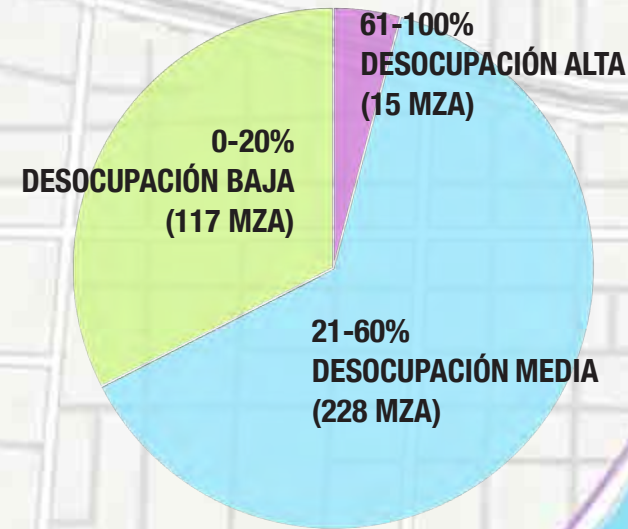 61-100%
DESOCUPACIÓN ALTA
(15 MZA)
0-20%
DESOCUPACIÓN BAJA
(117 MZA)
21-60%
DESOCUPACIÓN MEDIA
(228 MZA)